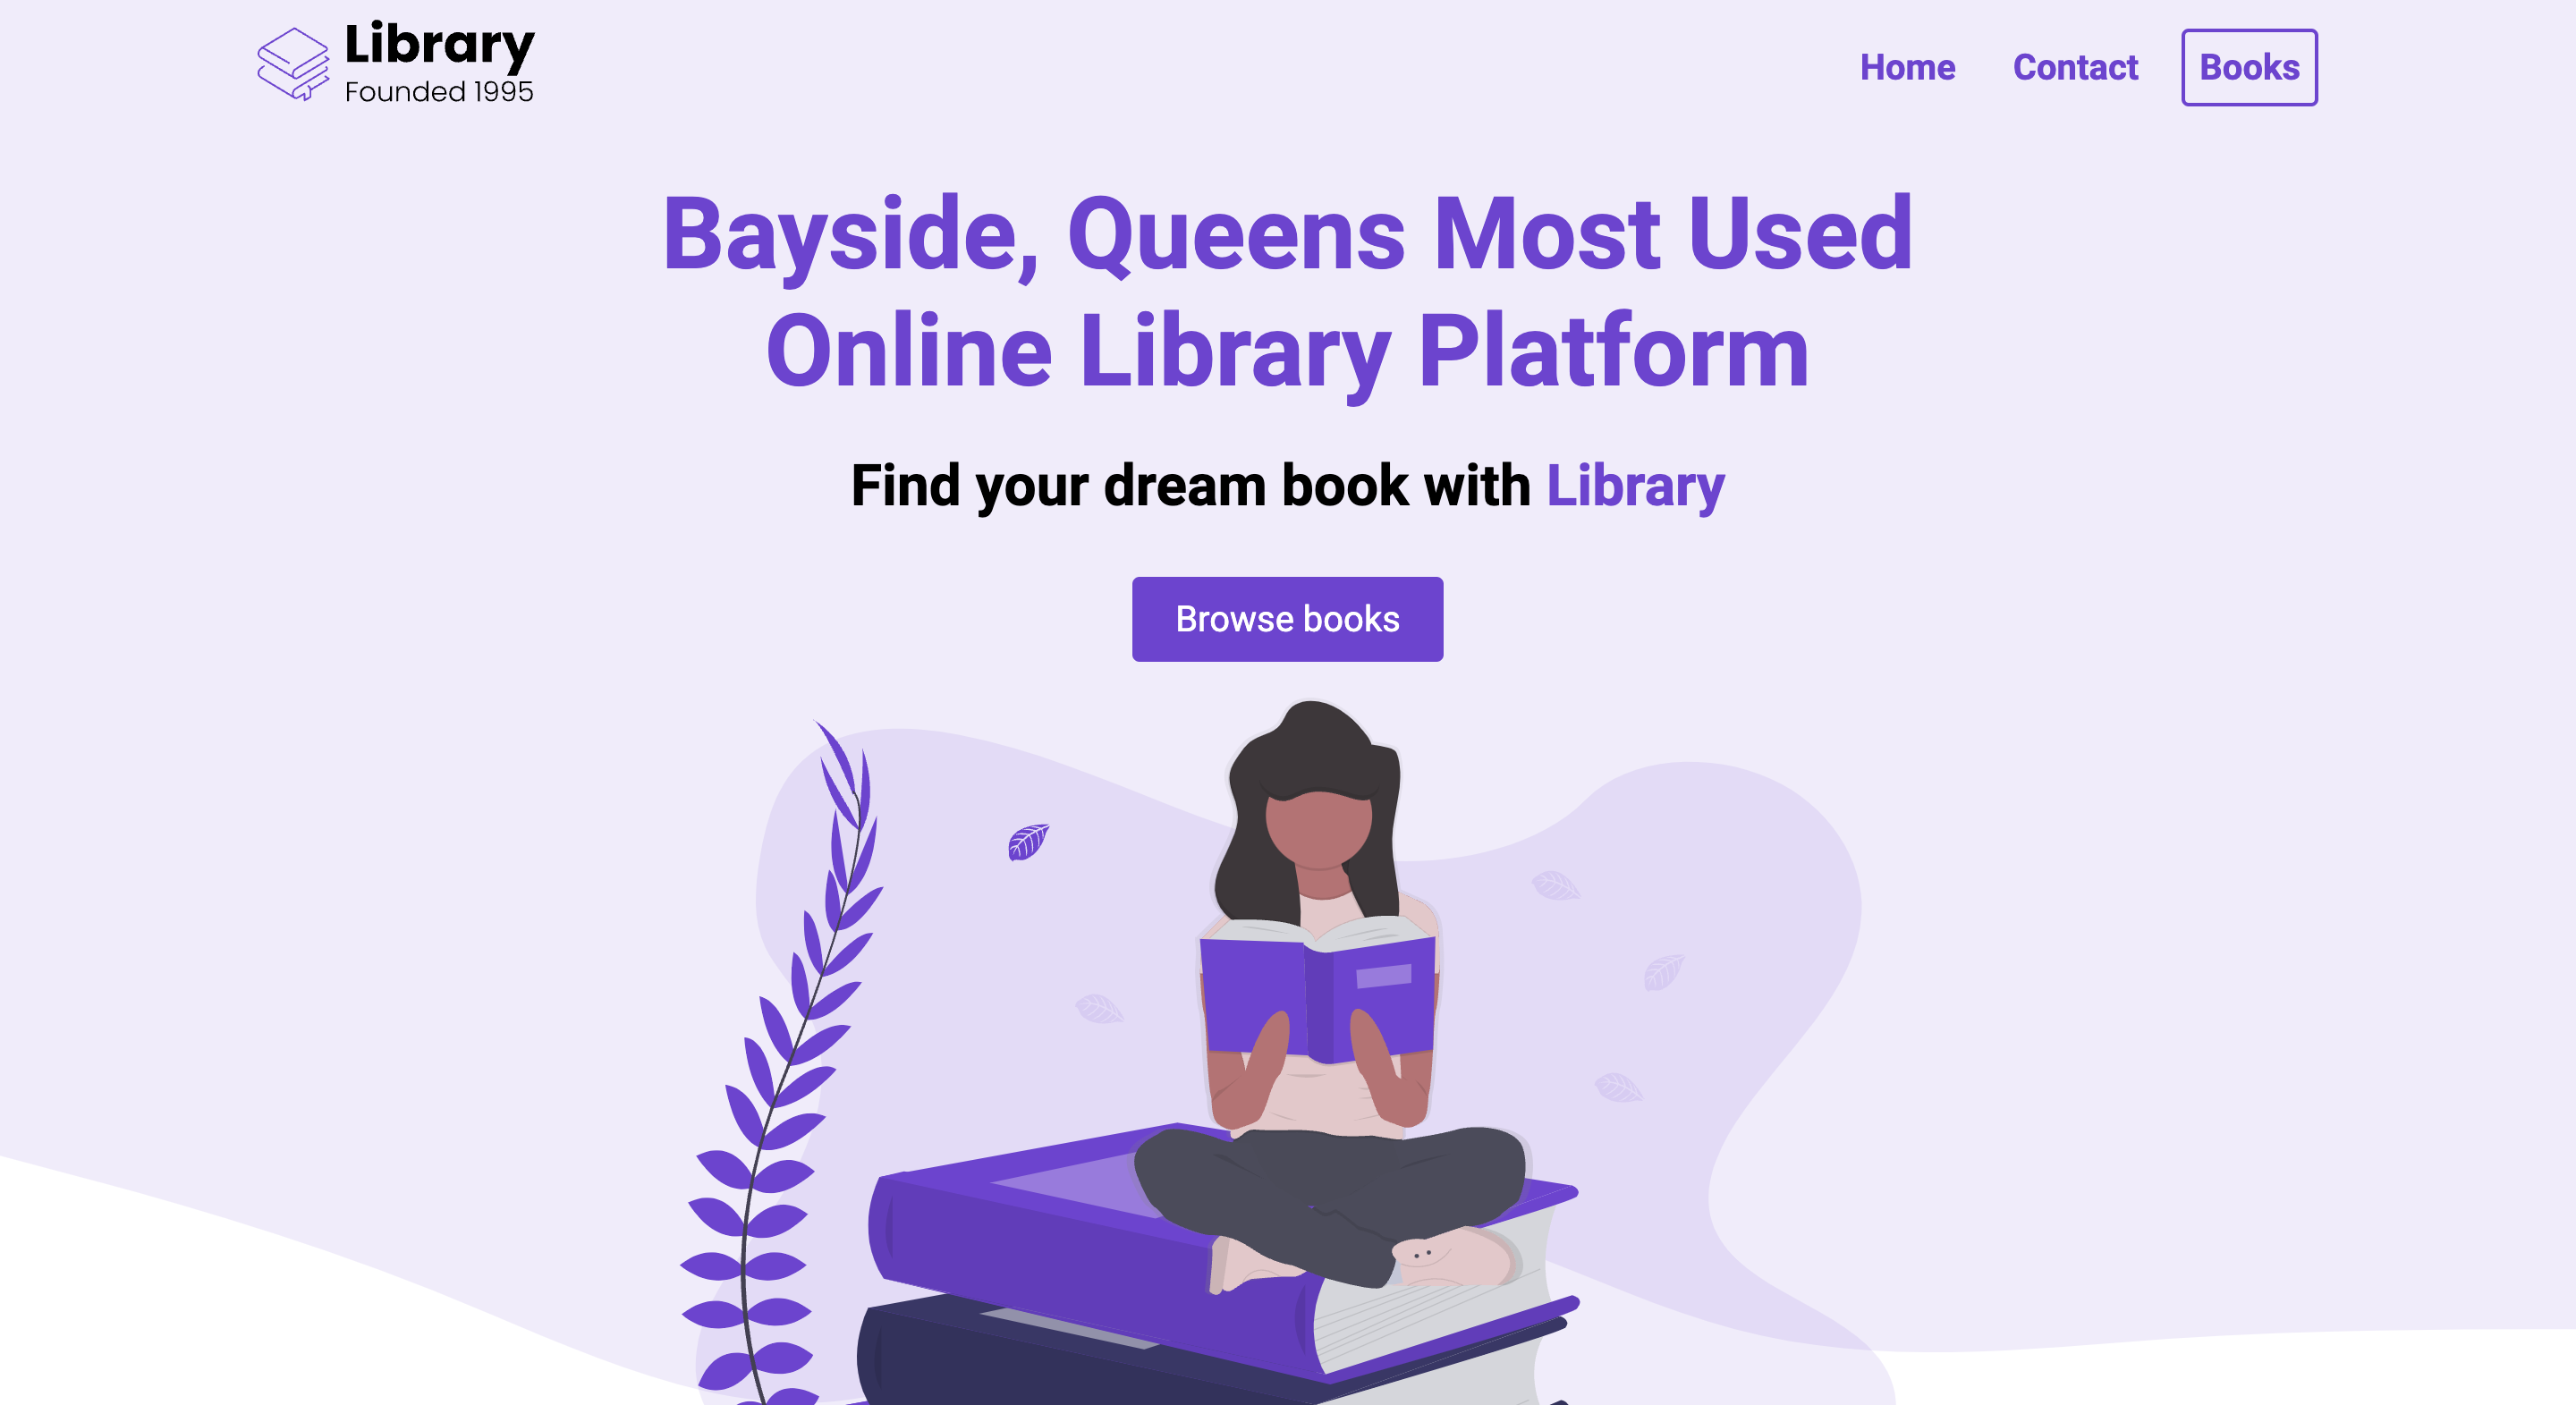 Library
Founded 1995
Home
Contact
Books
Bayside, Queens Most Used
Online Library Platform
Find your dream book with Library
Browse books